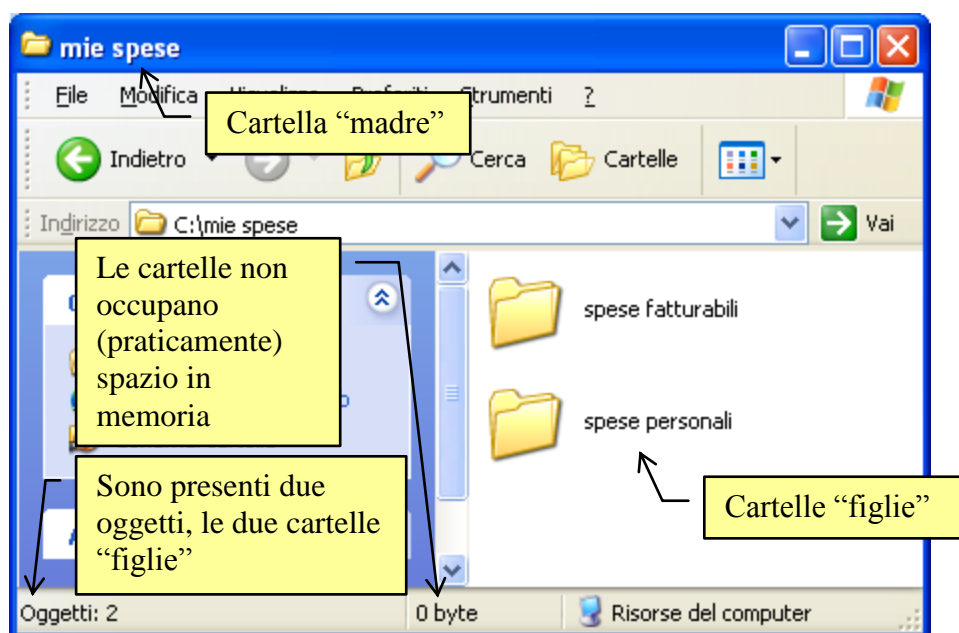 mie spese
File Modifica Strumenti ?
Cartella “madre”
Indietro Cerca Cartelle
Indirizzo C:\mie spese Vai
Le cartelle non
occupano
(praticamente)
spazio in
memoria
spese fatturabili
spese personali
Sono presenti due
oggetti, le due cartelle
“figlie”
Cartelle “figlie”
Oggetti: 2 0 byte Risorse del computer